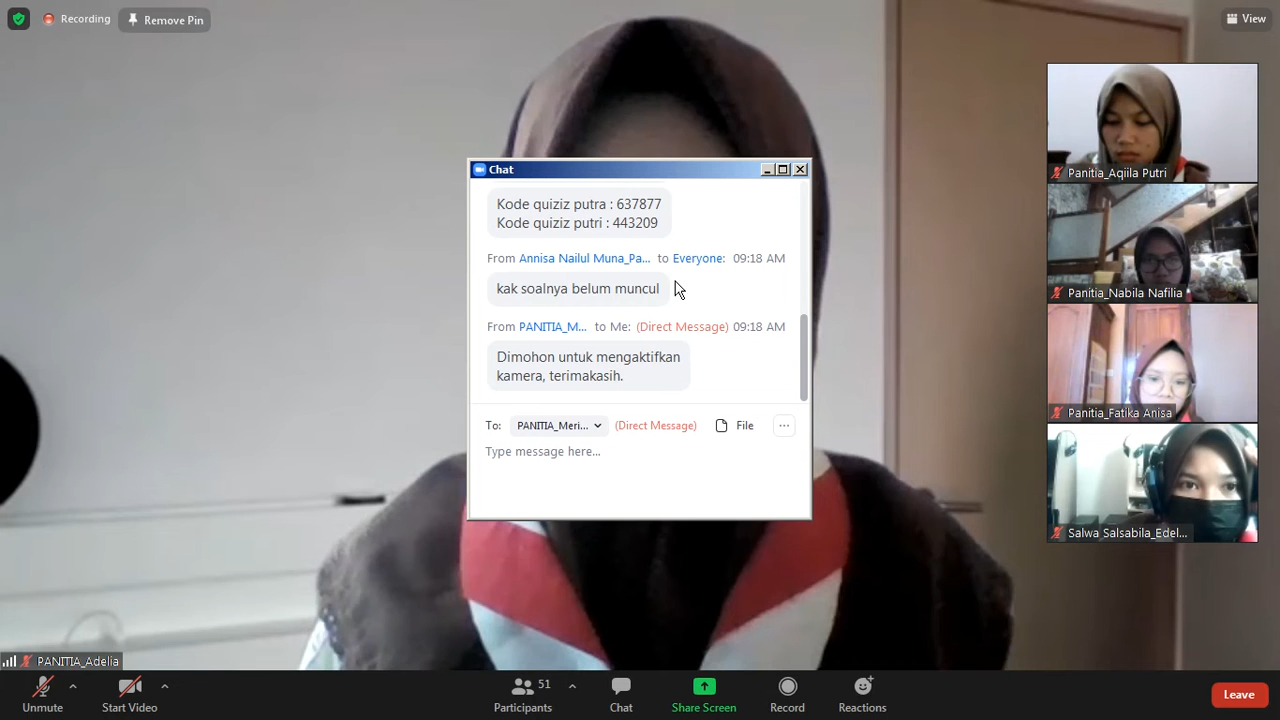 Recording
Remove Pin
View
Chat
Kode quiziz putra : 637877
Kode quiziz putri : 443209
From Annisa Nailul Muna_Pa... to Everyone: 09:18 AM
kak soalnya belum muncul
From PANITIA_M... to Me: (Direct Message) 09:18 AM
Dimohon untuk mengaktifkan
kamera, terimakasih.
To: PANITIA_Meri... (Direct Message) File
Type message here...
Panitia_Aqiila Putri
Panitia_Nabila Nafilia
Panitia_Fatika Anisa
Salwa Salsabila_Edel...
PANITIA_Adelia
Unmute
Start Video
51
Participants
Chat
Share Screen
Record
Reactions
Leave